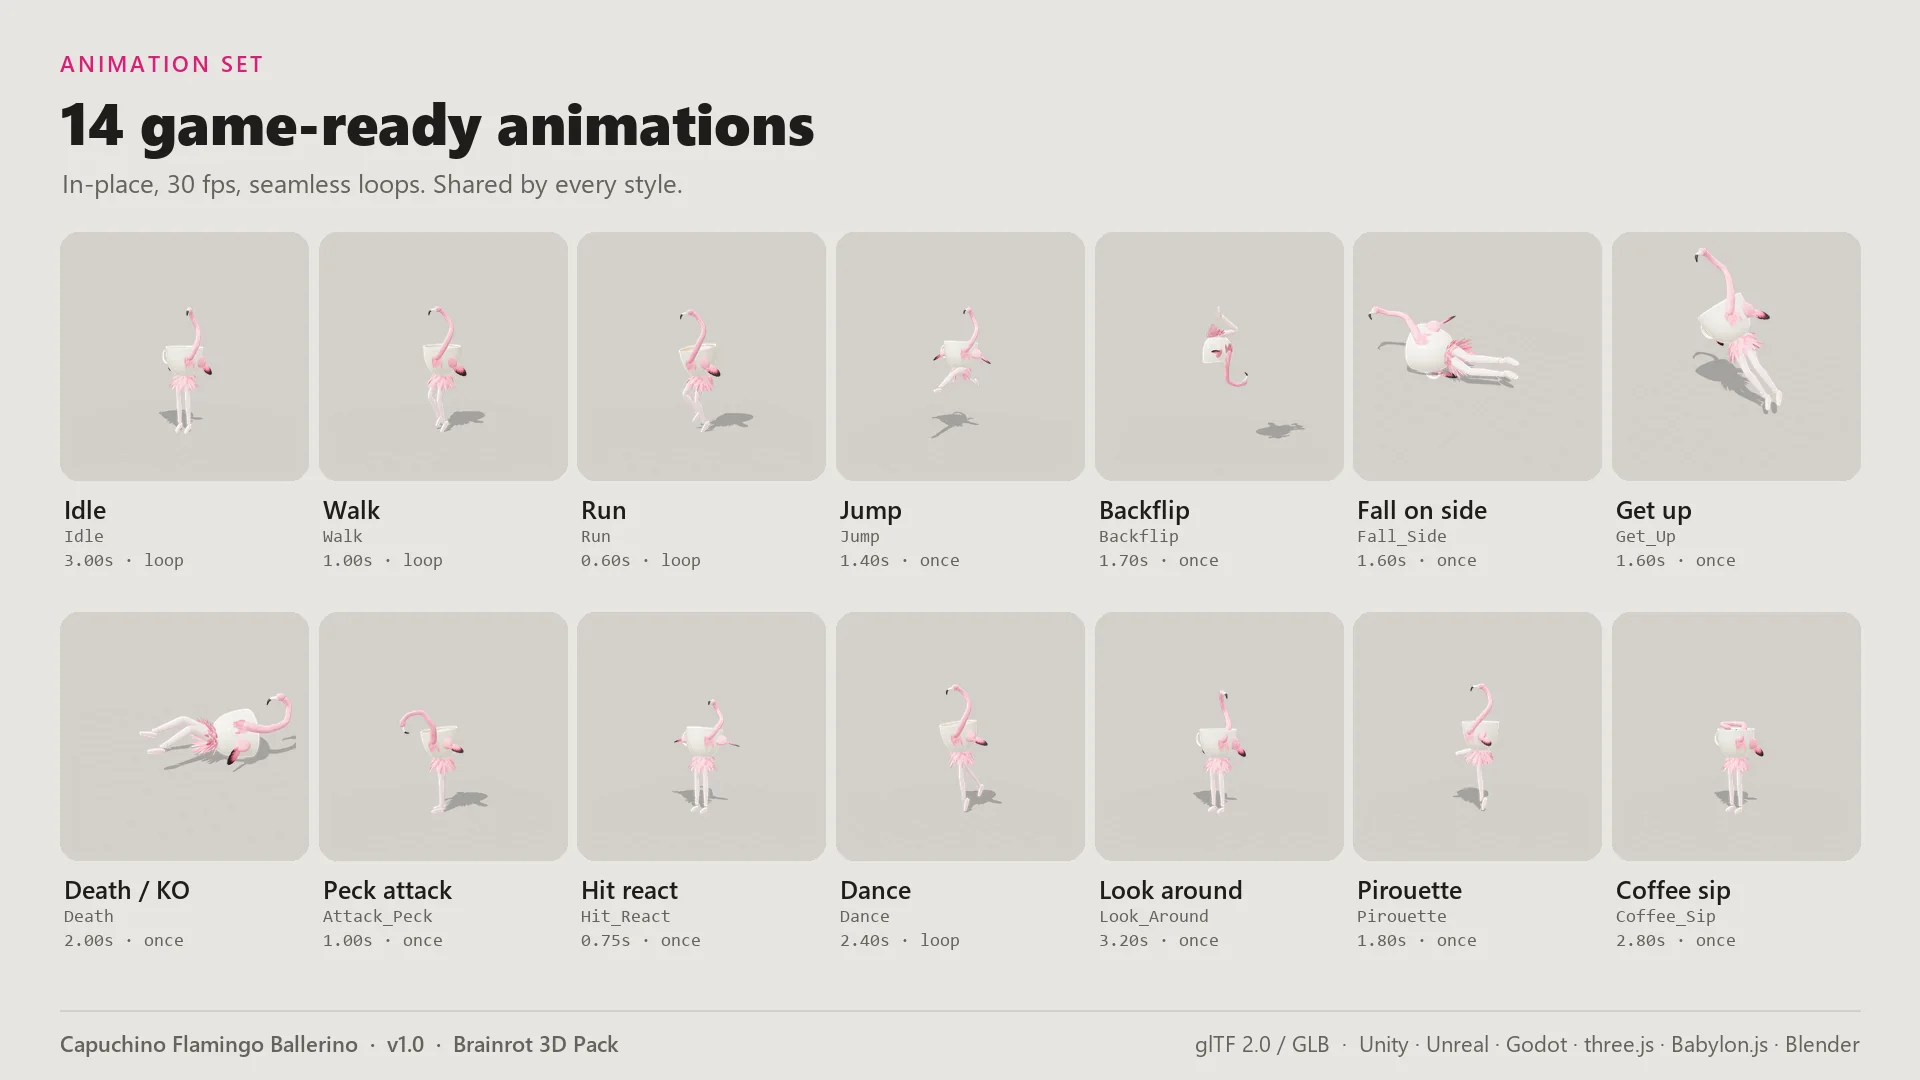 ANIMATION SET
14 game-ready animations
In-place, 30 fps, seamless loops. Shared by every style.
Idle
Idle
3.00s · loop
Walk
Walk
1.00s · loop
Run
Run
0.60s · loop
Jump
Jump
1.40s · once
Backflip
Backflip
1.70s · once
Fall on side
Fall_Side
1.60s · once
Get up
Get_Up
1.60s · once
Death / KO
Death
2.00s · once
Peck attack
Attack_Peck
1.00s · once
Hit react
Hit_React
0.75s · once
Dance
Dance
2.40s · loop
Look around
Look_Around
3.20s · once
Pirouette
Pirouette
1.80s · once
Coffee sip
Coffee_Sip
2.80s · once
Capuchino Flamingo Ballerino · v1.0 · Brainrot 3D Pack
glTF 2.0 / GLB · Unity · Unreal · Godot · three.js · Babylon.js · Blender